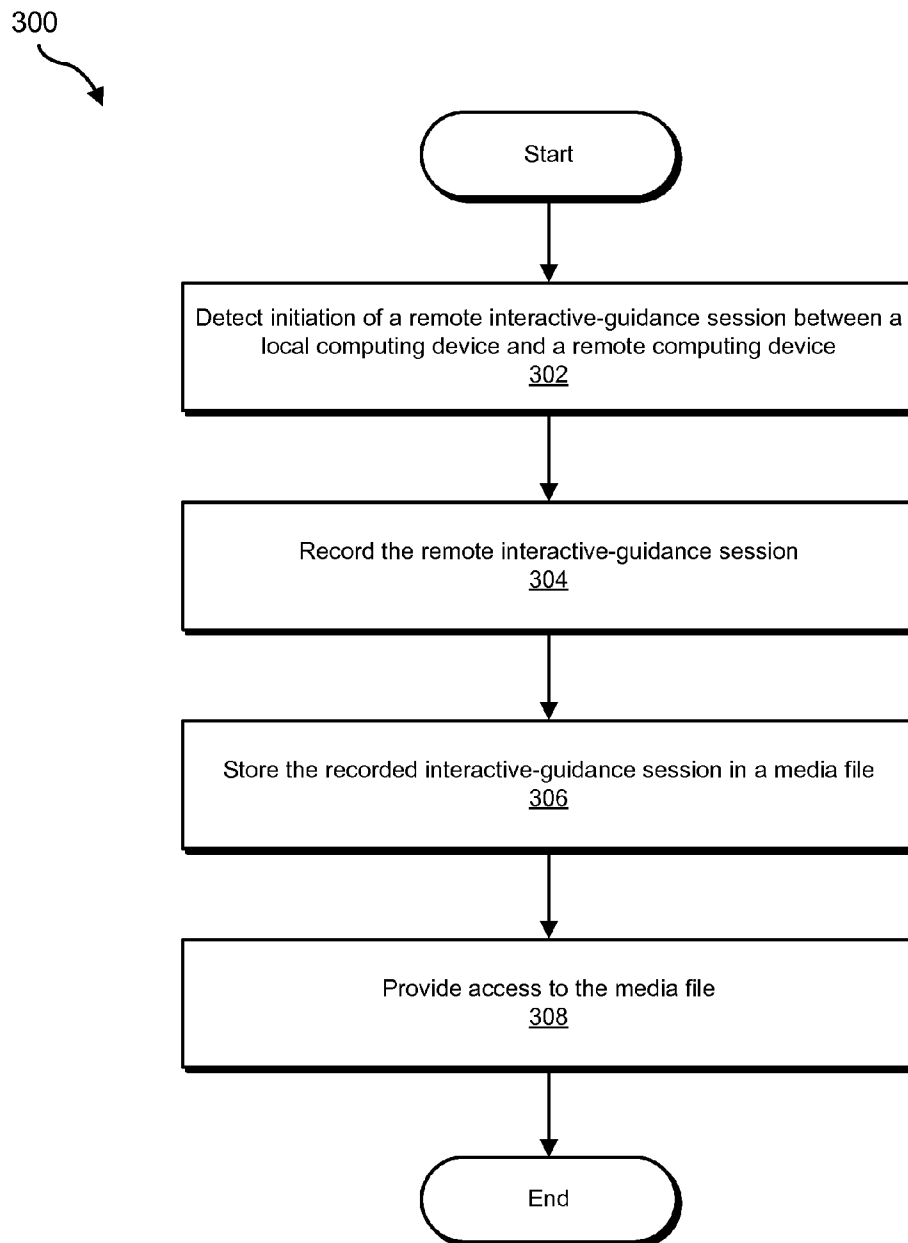 300
Start
Detect initiation of a remote interactive-guidance session between a
local computing device and a remote computing device
302
Record the remote interactive-guidance session
304
Store the recorded interactive-guidance session in a media file
306
Provide access to the media file
308
End